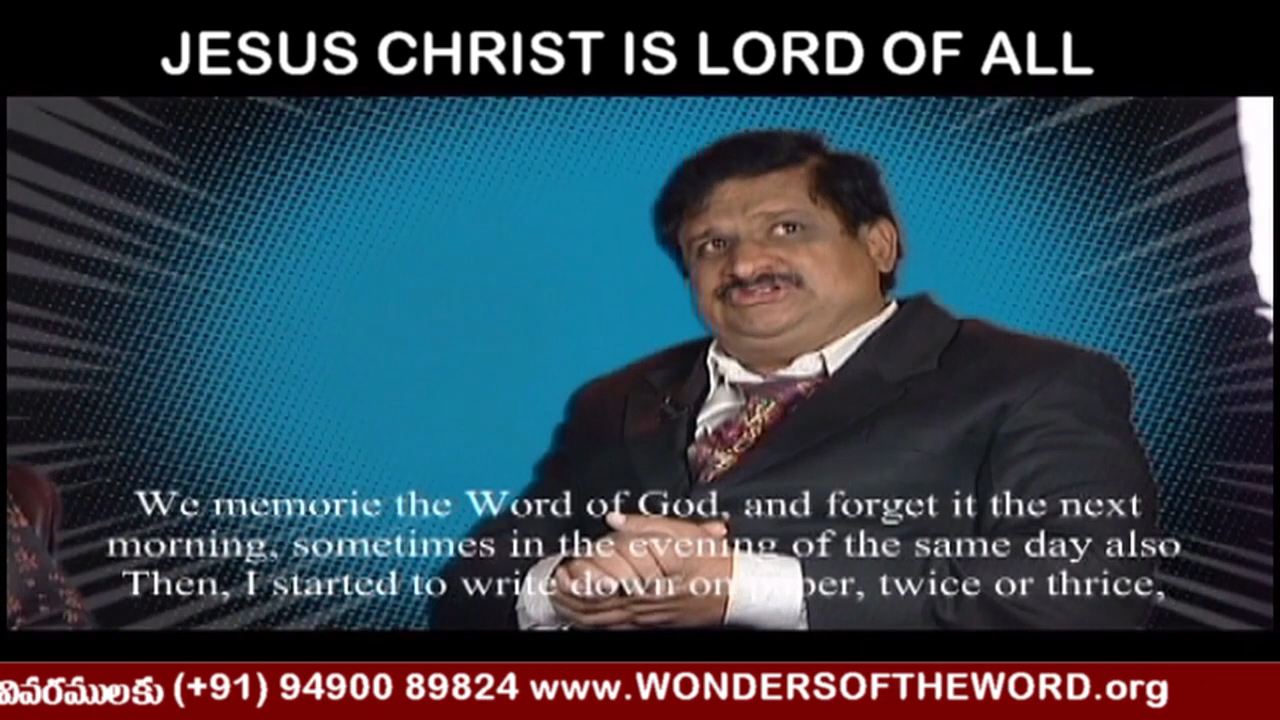 JESUS CHRIST IS LORD OF ALL
We memorie the Word of God, and forget it the next
morning, sometimes in the evening of the same day also
Then, I started to write down on paper, twice or thrice,
వివరములకు (+91) 94900 89824 www.WONDERSOFTHEWORD.org